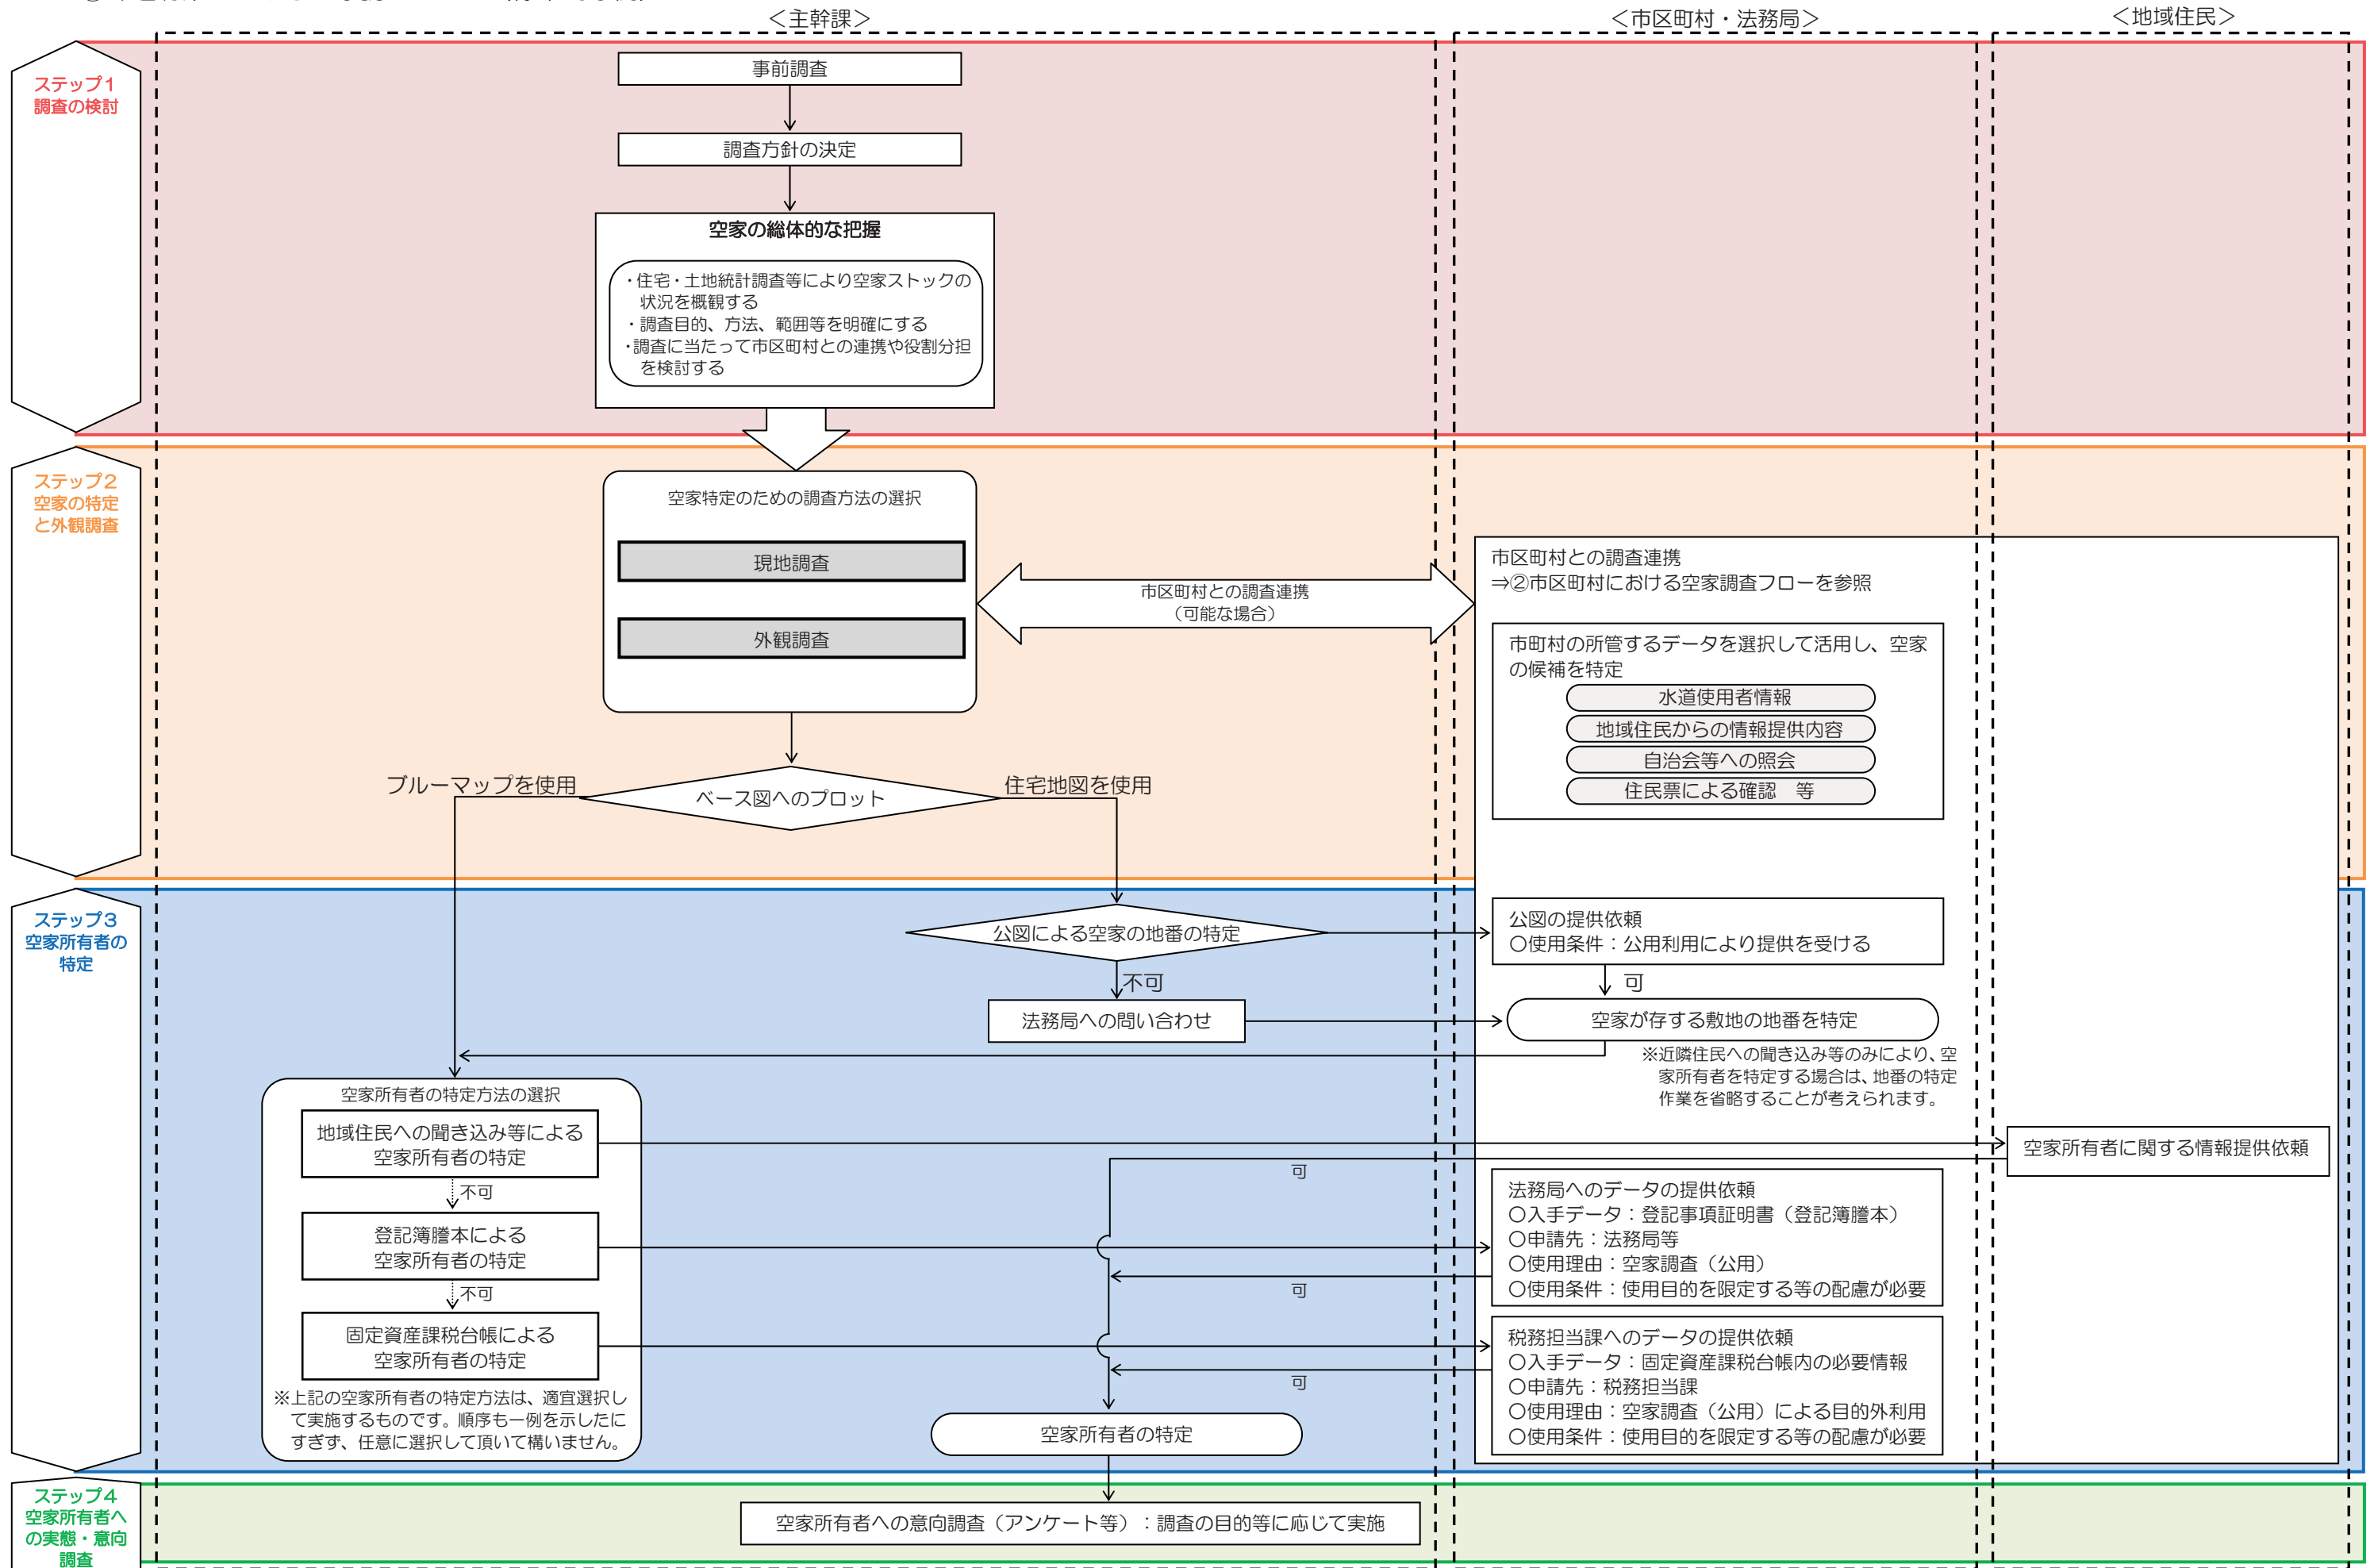 ＜主幹課＞
＜市区町村・法務局＞
＜地域住民＞
ステップ１
調査の検討
事前調査
調査方針の決定
空家の総体的な把握
・住宅・土地統計調査等により空家ストックの
状況を概観する
・調査目的、方法、範囲等を明確にする
・調査に当たって市区町村との連携や役割分担
を検討する
ステップ２
空家の特定
と外観調査
空家特定のための調査方法の選択
現地調査
外観調査
市区町村との調査連携
（可能な場合）
市区町村との調査連携
⇒②市区町村における空家調査フローを参照
市町村の所管するデータを選択して活用し、空家
の候補を特定
水道使用者情報
地域住民からの情報提供内容
自治会等への照会
住民票による確認　等
ブルーマップを使用
ベース図へのプロット
住宅地図を使用
ステップ３
空家所有者の
特定
公図による空家の地番の特定
公図の提供依頼
〇使用条件：公用利用により提供を受ける
不可
可
法務局への問い合わせ
空家が存する敷地の地番を特定
※近隣住民への聞き込み等のみにより、空
家所有者を特定する場合は、地番の特定
作業を省略することが考えられます。
空家所有者の特定方法の選択
地域住民への聞き込み等による
空家所有者の特定
空家所有者に関する情報提供依頼
可
不可
登記簿謄本による
空家所有者の特定
法務局へのデータの提供依頼
〇入手データ：登記事項証明書（登記簿謄本）
〇申請先：法務局等
〇使用理由：空家調査（公用）
〇使用条件：使用目的を限定する等の配慮が必要
可
不可
固定資産課税台帳による
空家所有者の特定
税務担当課へのデータの提供依頼
〇入手データ：固定資産課税台帳内の必要情報
〇申請先：税務担当課
〇使用理由：空家調査（公用）による目的外利用
〇使用条件：使用目的を限定する等の配慮が必要
可
※上記の空家所有者の特定方法は、適宜選択し
て実施するものです。順序も一例を示したに
すぎず、任意に選択して頂いて構いません。
空家所有者の特定
ステップ４
空家所有者へ
の実態・意向
調査
空家所有者への意向調査（アンケート等）：調査の目的等に応じて実施